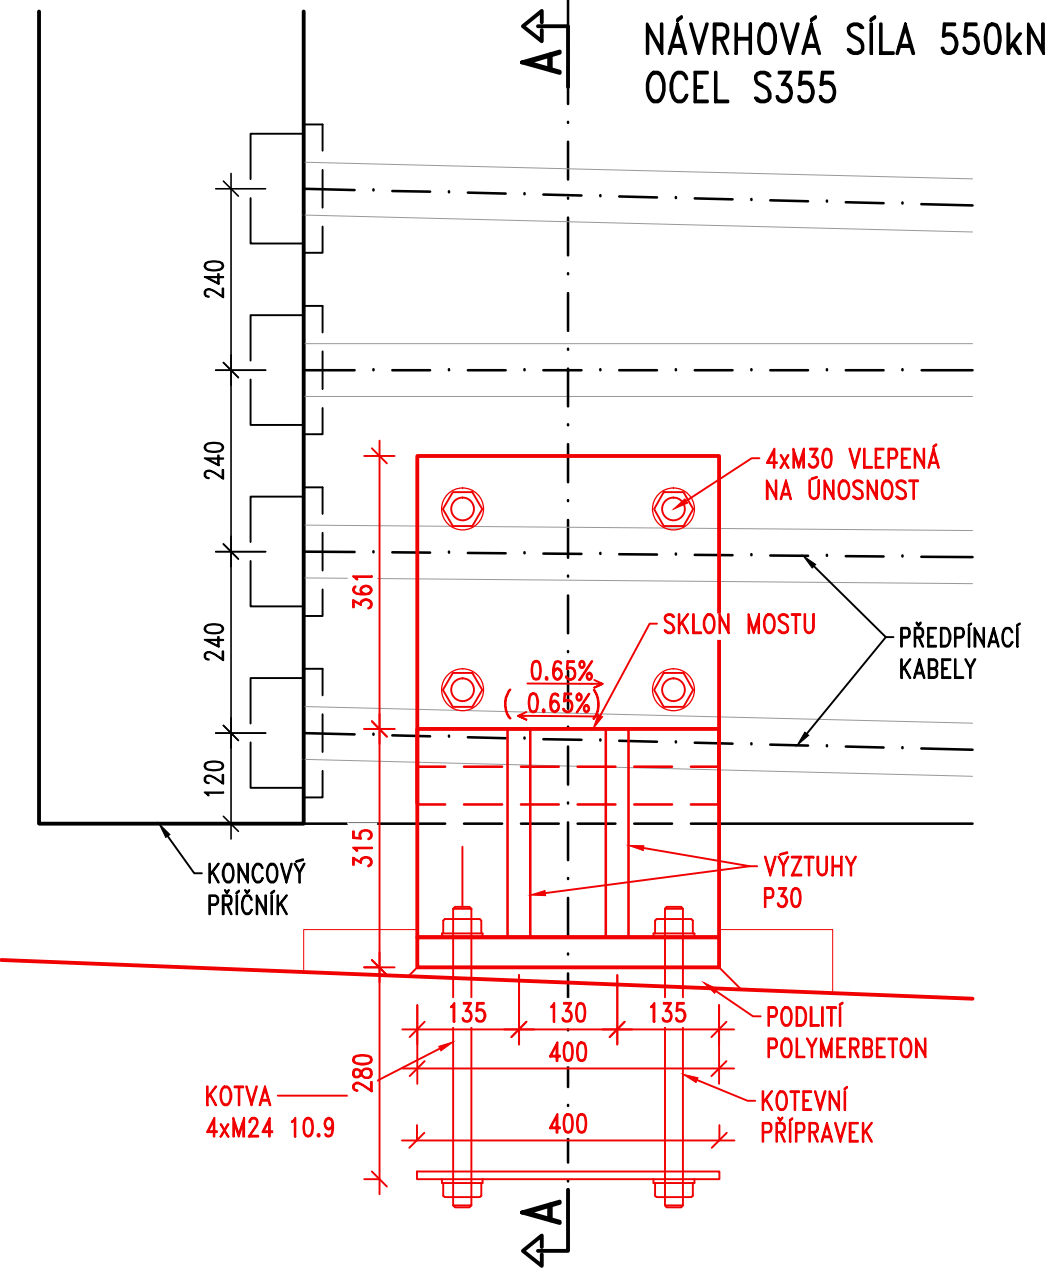 A
NÁVRHOVÁ SÍLA 550kN
OCEL S355
240
240
240
120
4xM30 VLEPENÁ
NA ÚNOSNOST
361
SKLON MOSTU
0.65%
(0.65%)
PŘEDPÍNACÍ
KABELY
315
KONCOVÝ
PŘÍČNÍK
VÝZTUHY
P30
135
130
135
400
PODLITÍ
POLYMERBETON
280
KOTVA
4xM24 10.9
400
KOTEVNÍ
PŘÍPRAVEK
A